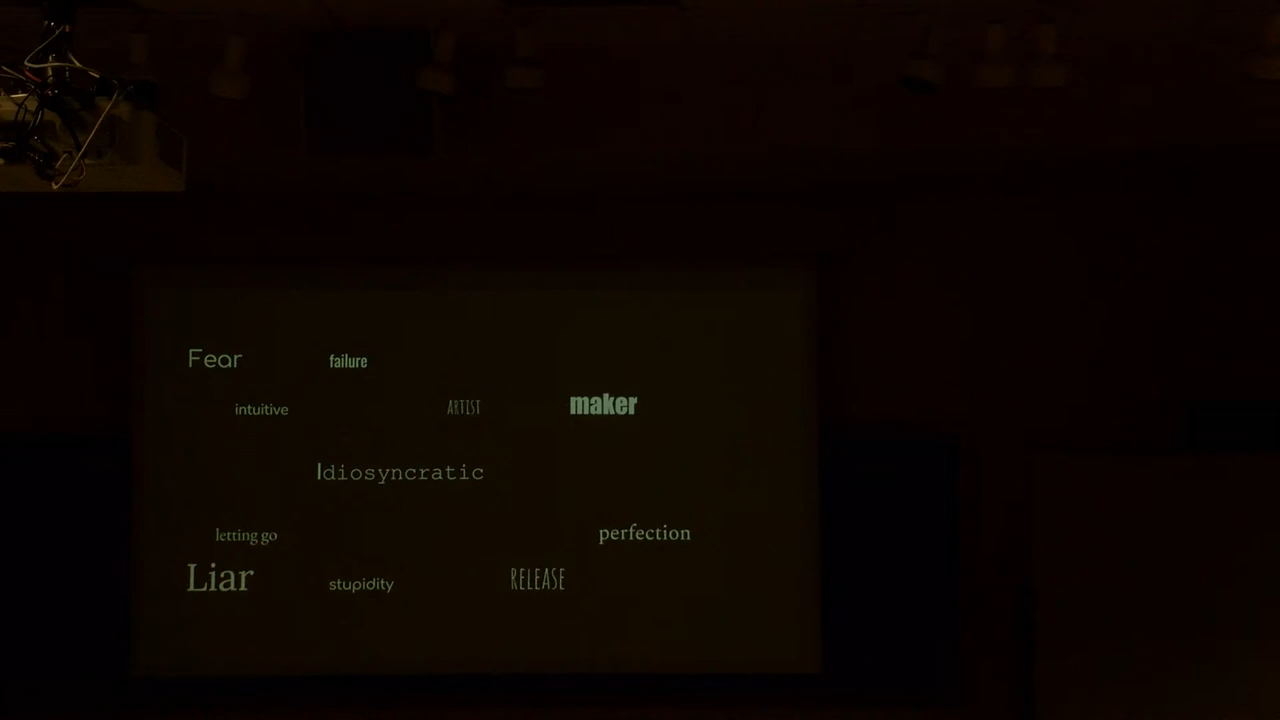 Fear failure
intuitive ARTIST maker
Idiosyncratic
letting go perfection
Liar stupidity RELEASE